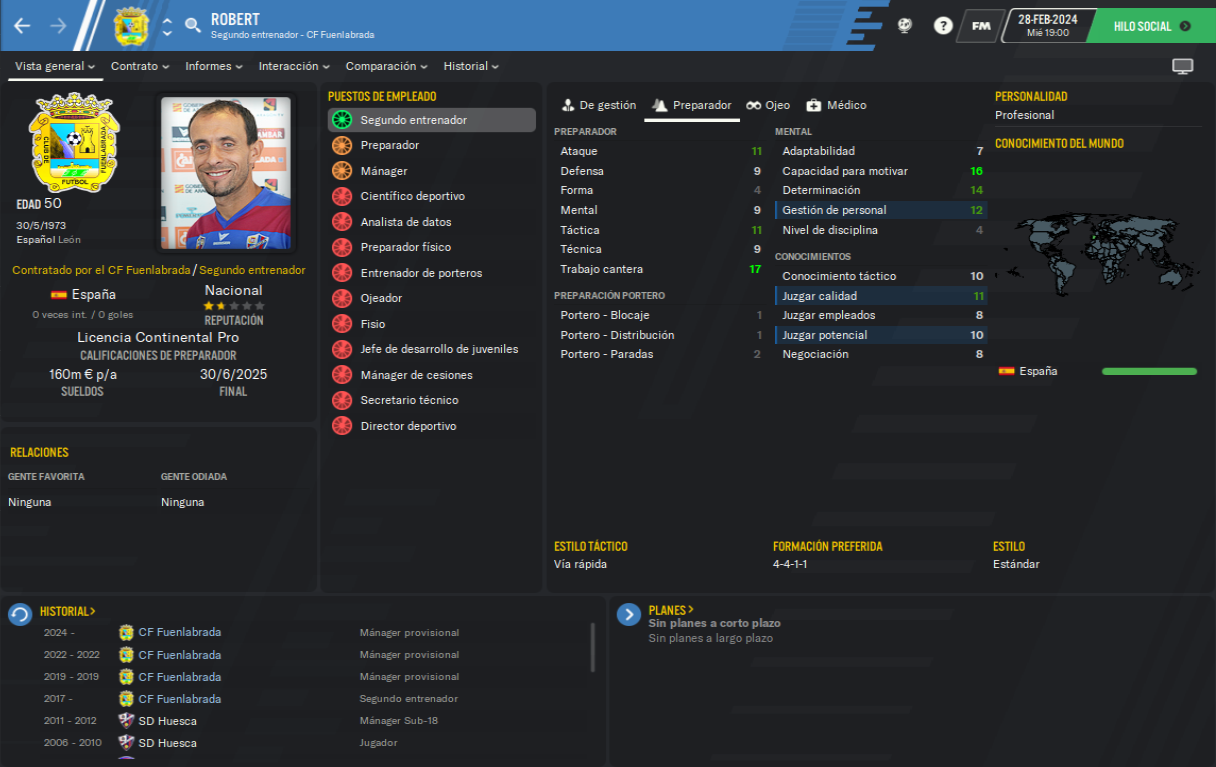 ROBERT
Segundo entrenador - CF Fuenlabrada
?
FM
28-FEB-2024
Mié 19:00
HILO SOCIAL
Vista general
Contrato
Informes
Interacción
Comparación
Historial
CLUB DE
FUENLABRADA
FUTBOL
EDAD 50
30/5/1973
Español León
Contratado por el CF Fuenlabrada / Segundo entrenador
España
0 veces int. / 0 goles
Nacional
REPUTACIÓN
Licencia Continental Pro
CALIFICACIONES DE PREPARADOR
160m € p/a
SUELDOS
30/6/2025
FINAL
RELACIONES
GENTE FAVORITA
GENTE ODIADA
Ninguna
Ninguna
PUESTOS DE EMPLEADO
Segundo entrenador
Preparador
Mánager
Científico deportivo
Analista de datos
Preparador físico
Entrenador de porteros
Ojeador
Fisio
Jefe de desarrollo de juveniles
Mánager de cesiones
Secretario técnico
Director deportivo
De gestión
Preparador
Ojeo
Médico
PREPARADOR
Ataque 11
Defensa 9
Forma 4
Mental 9
Táctica 11
Técnica 9
Trabajo cantera 17
PREPARACIÓN PORTERO
Portero - Blocaje 1
Portero - Distribución 1
Portero - Paradas 2
MENTAL
Adaptabilidad 7
Capacidad para motivar 16
Determinación 14
Gestión de personal 12
Nivel de disciplina 4
CONOCIMIENTOS
Conocimiento táctico 10
Juzgar calidad 11
Juzgar empleados 8
Juzgar potencial 10
Negociación 8
PERSONALIDAD
Profesional
CONOCIMIENTO DEL MUNDO
España
ESTILO TÁCTICO
Vía rápida
FORMACIÓN PREFERIDA
4-4-1-1
ESTILO
Estándar
HISTORIAL >
2024 - CF Fuenlabrada Mánager provisional
2022 - 2022 CF Fuenlabrada Mánager provisional
2019 - 2019 CF Fuenlabrada Mánager provisional
2017 - CF Fuenlabrada Segundo entrenador
2011 - 2012 SD Huesca Mánager Sub-18
2006 - 2010 SD Huesca Jugador
PLANES >
Sin planes a corto plazo
Sin planes a largo plazo